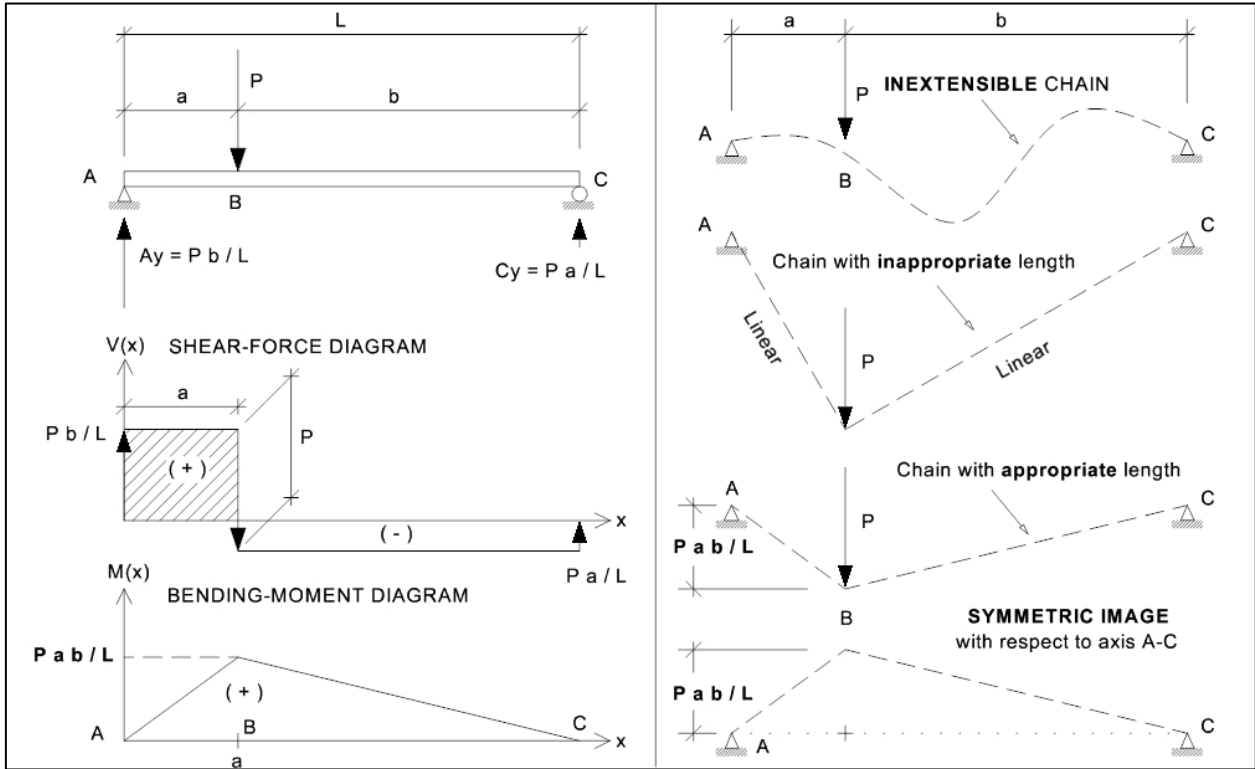 L
P
a
b
A
B
C
Ay = P b / L
Cy = P a / L
V(x)
SHEAR-FORCE DIAGRAM
a
P b / L
P
( + )
x
( - )
P a / L
M(x)
BENDING-MOMENT DIAGRAM
P a b / L
( + )
A
B
C
x
a
a
b
P
INEXTENSIBLE CHAIN
A
C
B
A
C
Chain with inappropriate length
Linear
Linear
P
Chain with appropriate length
A
C
P
P a b / L
B
SYMMETRIC IMAGE
with respect to axis A-C
P a b / L
A
C